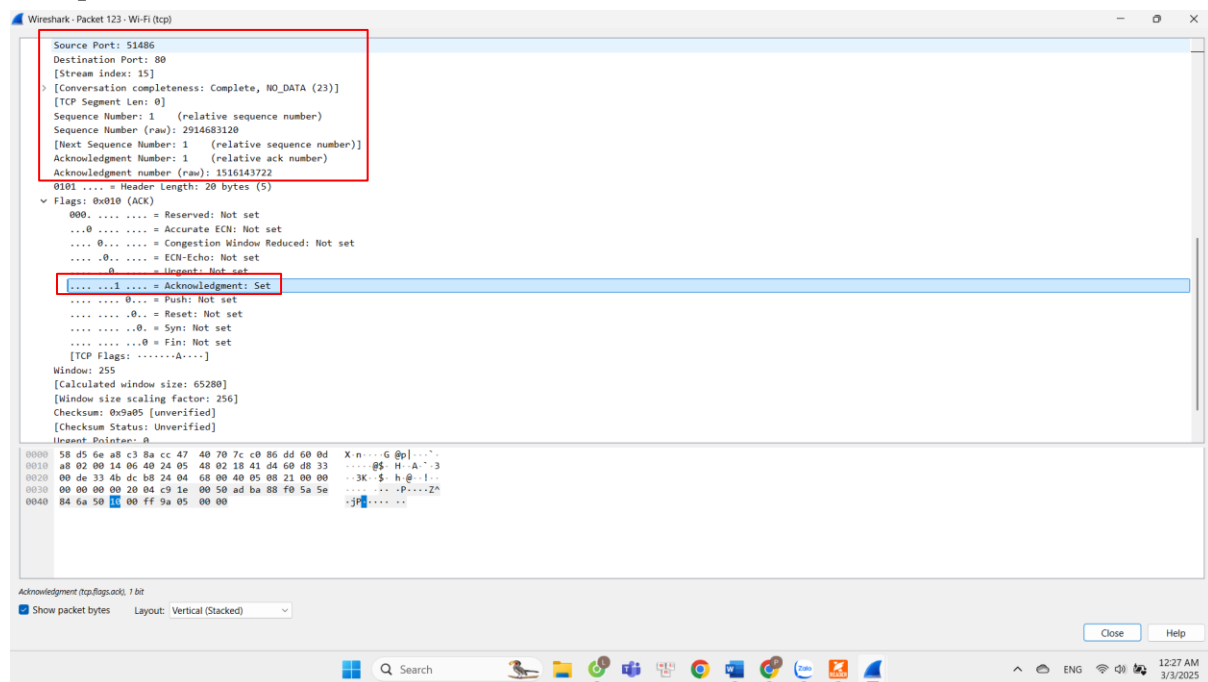 Wireshark · Packet 123 · Wi-Fi (tcp)
Source Port: 51486
Destination Port: 80
[Stream index: 15]
[Conversation completeness: Complete, NO_DATA (23)]
[TCP Segment Len: 0]
Sequence Number: 1    (relative sequence number)
Sequence Number (raw): 2914683120
[Next Sequence Number: 1    (relative sequence number)]
Acknowledgment Number: 1    (relative ack number)
Acknowledgment number (raw): 1516143722
0101 .... = Header Length: 20 bytes (5)
Flags: 0x010 (ACK)
000. .... .... = Reserved: Not set
...0 .... .... = Accurate ECN: Not set
.... 0... .... = Congestion Window Reduced: Not set
.... .0.. .... = ECN-Echo: Not set
.... ..0. .... = Urgent: Not set
.... ...1 .... = Acknowledgment: Set
.... .... 0... = Push: Not set
.... .... .0.. = Reset: Not set
.... .... ..0. = Syn: Not set
.... .... ...0 = Fin: Not set
[TCP Flags: ·······A····]
Window: 255
[Calculated window size: 65280]
[Window size scaling factor: 256]
Checksum: 0x9a05 [unverified]
[Checksum Status: Unverified]
Urgent Pointer: 0
0000 58 d5 6e a8 c3 8a cc 47 40 70 7c c0 86 dd 60 0d X·n····G @p|···`·
0010 a8 02 00 14 06 40 24 05 48 02 18 41 d4 60 d8 33 ·····@$· H··A·`·3
0020 00 de 33 4b dc b8 24 04 68 00 40 05 08 21 00 00 ··3K··$· h·@··!··
0030 00 00 00 00 20 04 c9 1e 00 50 ad ba 88 f0 5a 5e ···· ··· ·P····Z^
0040 84 6a 50 10 00 ff 9a 05 00 00 ·jP····· ··
Acknowledgment (tcp.flags.ack), 1 bit
Show packet bytes Layout: Vertical (Stacked)
Close Help
Search ENG 12:27 AM
3/3/2025